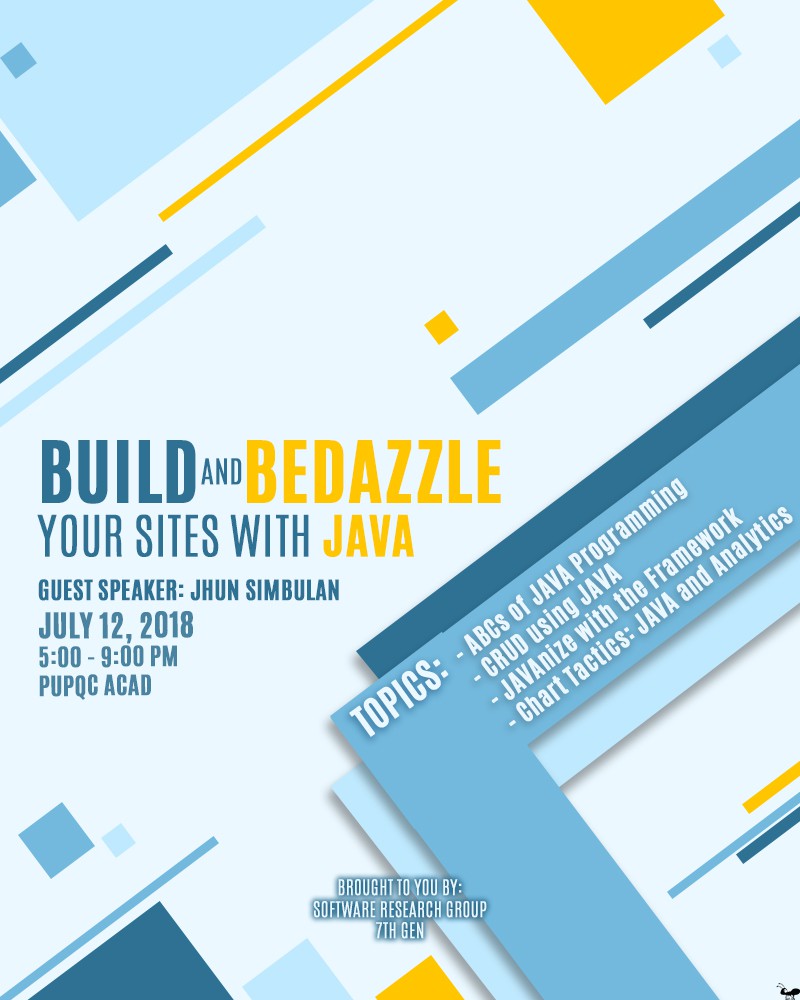 BUILD AND BEDAZZLE
YOUR SITES WITH JAVA
GUEST SPEAKER: JHUN SIMBULAN
JULY 12, 2018
5:00 - 9:00 PM
PUPQC ACAD
TOPICS:
- ABCs of JAVA Programming
- CRUD using JAVA
- JAVAnize with the Framework
- Chart Tactics: JAVA and Analytics
BROUGHT TO YOU BY:
SOFTWARE RESEARCH GROUP
7TH GEN